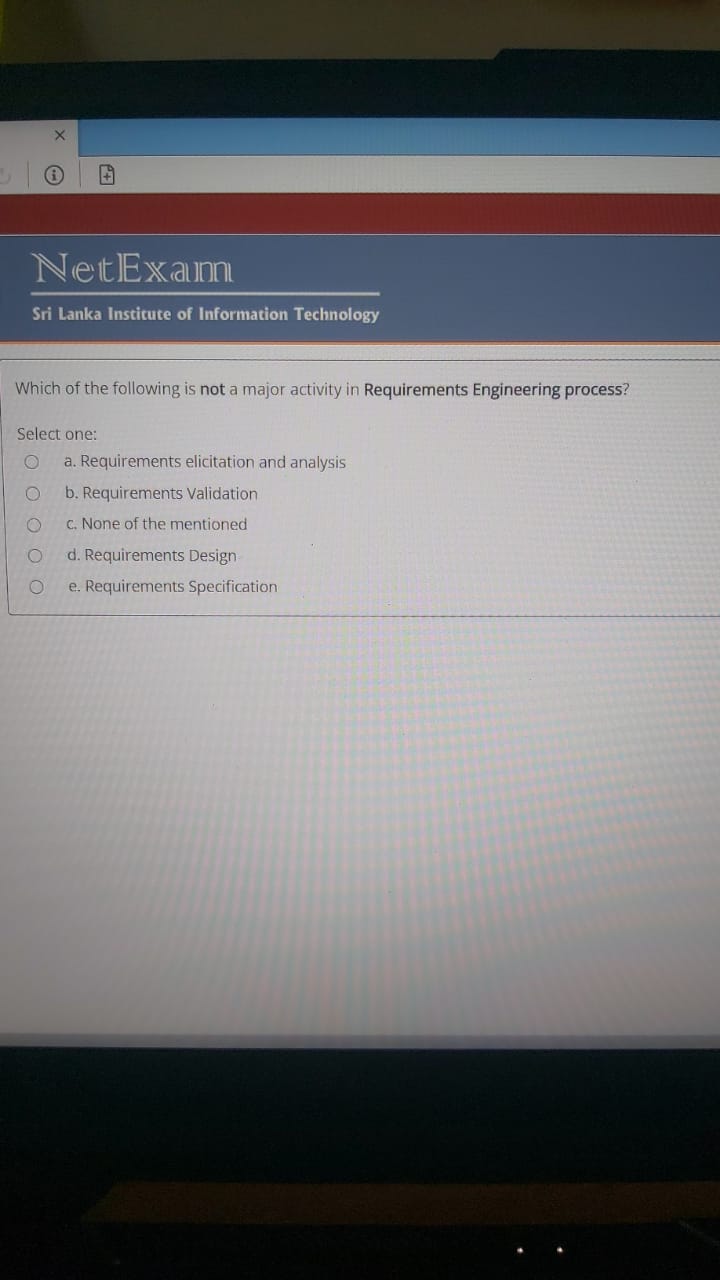 NetExam
Sri Lanka Institute of Information Technology
Which of the following is not a major activity in Requirements Engineering process?
Select one:
a. Requirements elicitation and analysis
b. Requirements Validation
c. None of the mentioned
d. Requirements Design
e. Requirements Specification